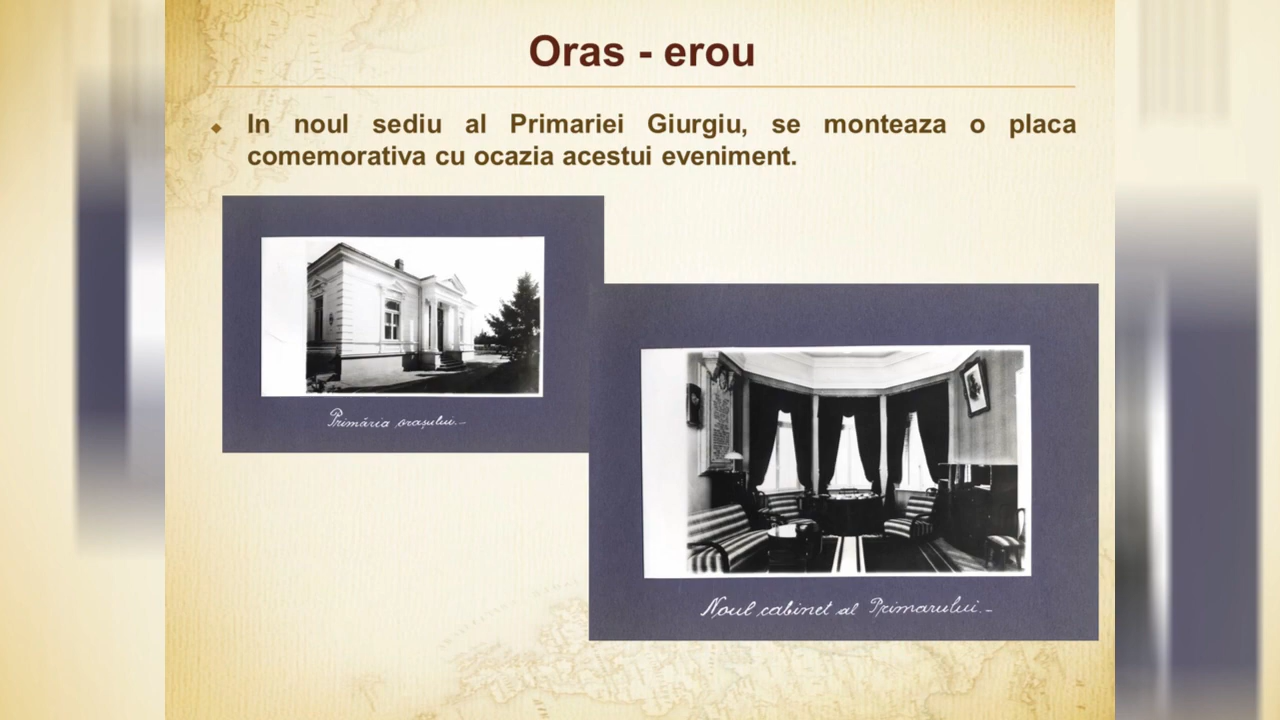 Oras - erou
In noul sediu al Primariei Giurgiu, se monteaza o placa
comemorativa cu ocazia acestui eveniment.
Primăria orașului.-
Noul cabinet al Primarului.-